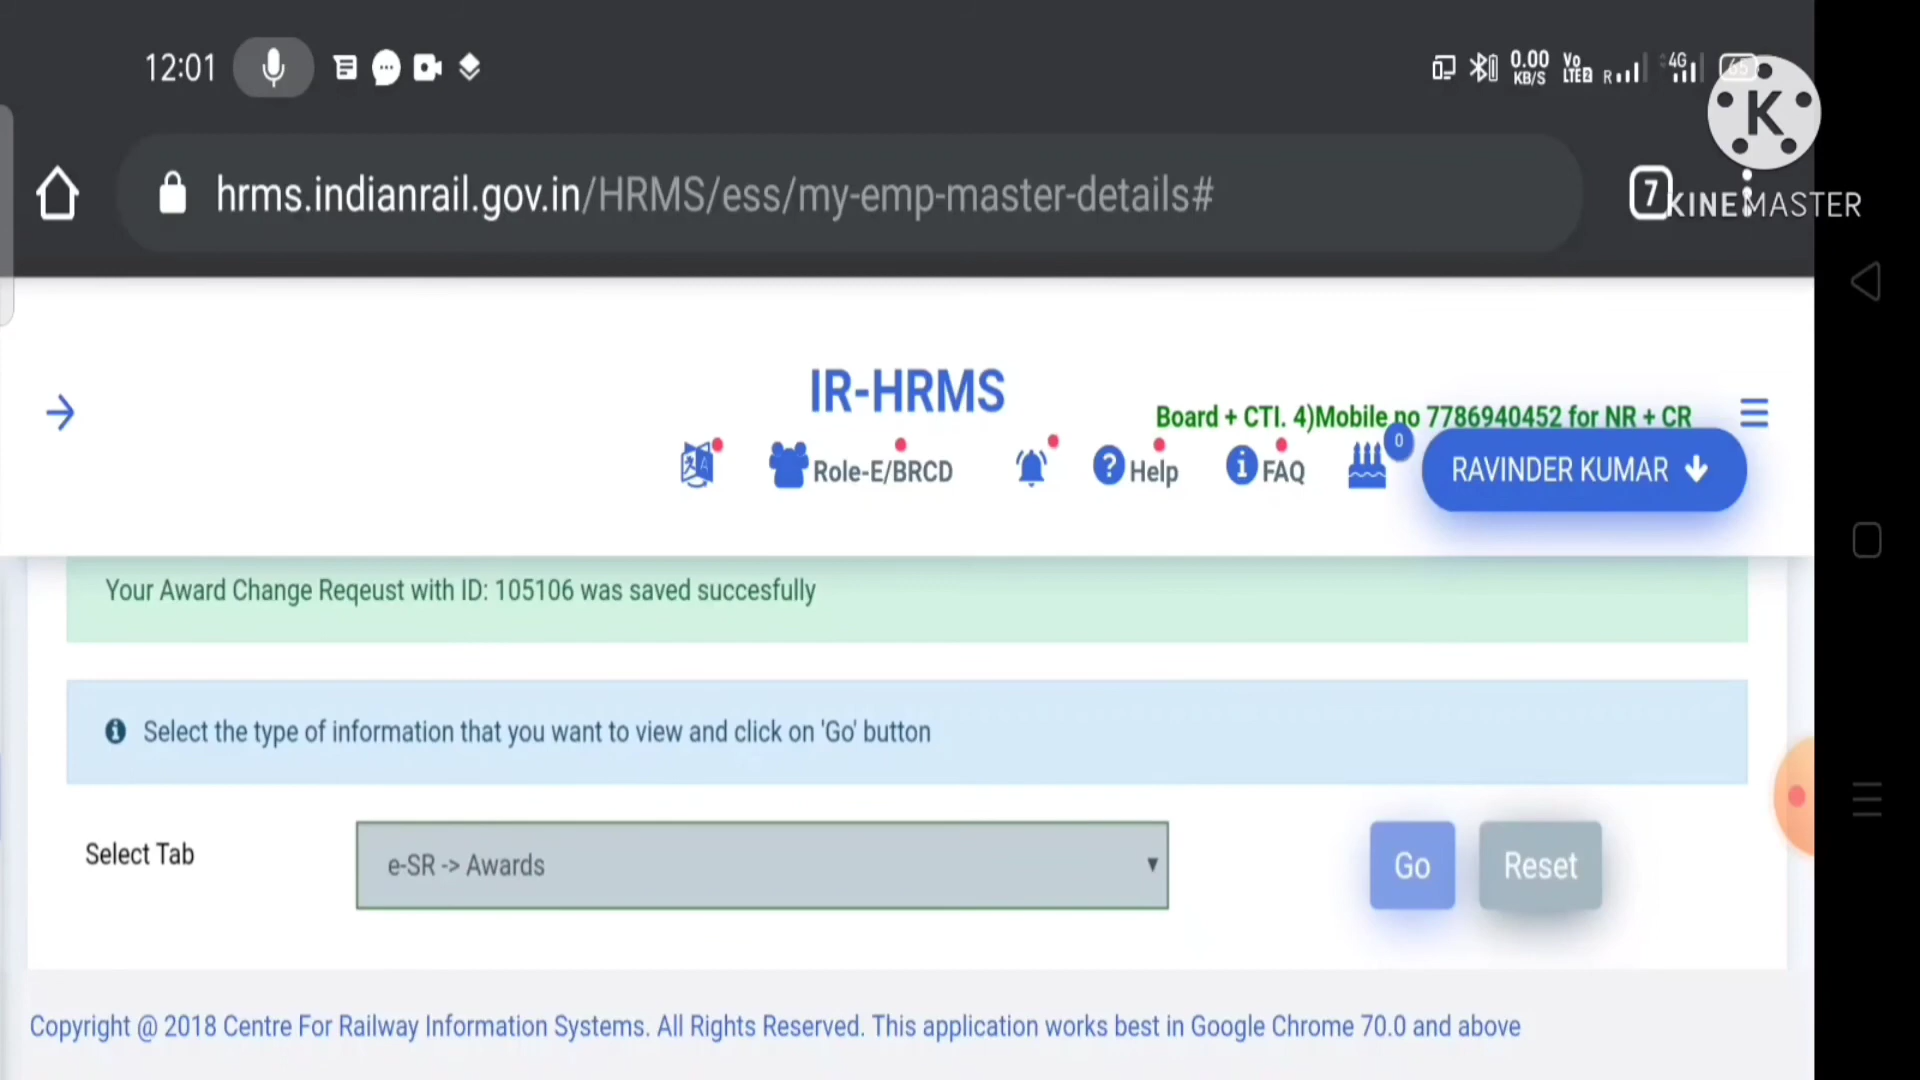 12:01
0.00 KB/S Vo LTE2 R 4G 65
K
KINEMASTER
hrms.indianrail.gov.in/HRMS/ess/my-emp-master-details#
7
IR-HRMS
Board + CTI. 4)Mobile no 7786940452 for NR + CR
Role-E/BRCD
Help
FAQ
0
RAVINDER KUMAR
Your Award Change Reqeust with ID: 105106 was saved succesfully
Select the type of information that you want to view and click on 'Go' button
Select Tab
e-SR -> Awards
Go
Reset
Copyright @ 2018 Centre For Railway Information Systems. All Rights Reserved. This application works best in Google Chrome 70.0 and above